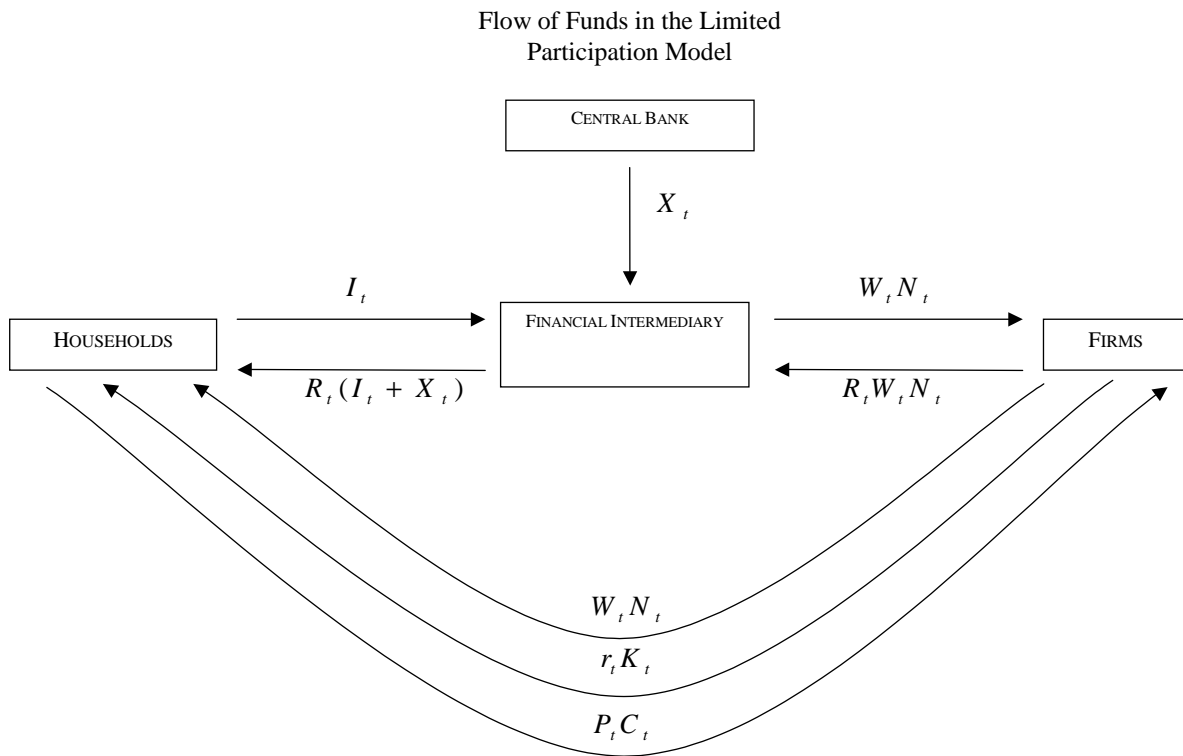 Flow of Funds in the Limited
Participation Model
CENTRAL BANK
X_t
I_t
W_t N_t
HOUSEHOLDS
FINANCIAL INTERMEDIARY
FIRMS
R_t (I_t + X_t)
R_t W_t N_t
W_t N_t
r_t K_t
P_t C_t